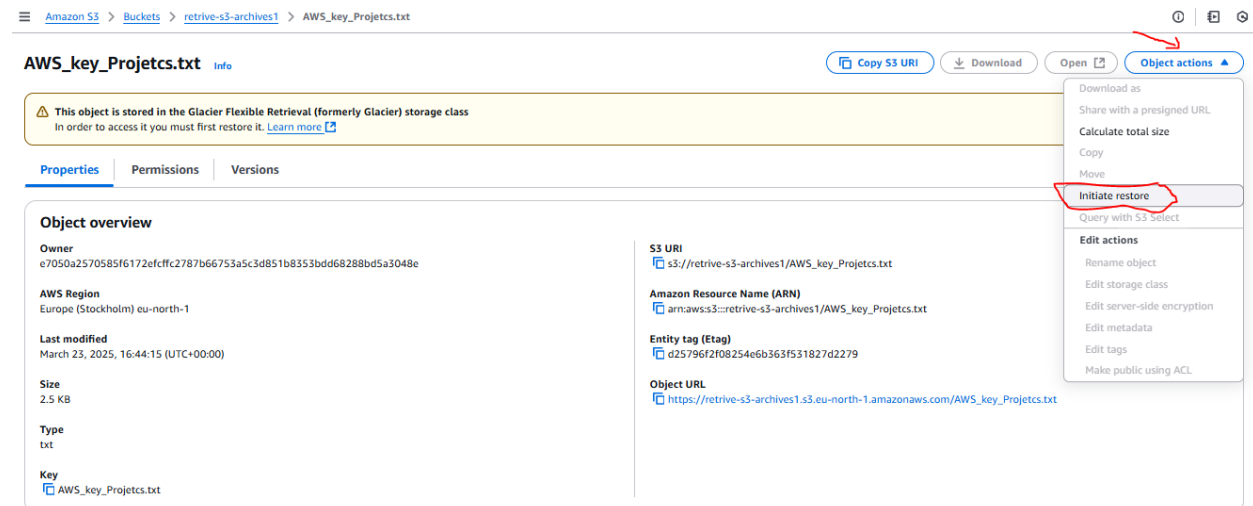 Amazon S3 > Buckets > retrive-s3-archives1 > AWS_key_Projetcs.txt
AWS_key_Projetcs.txt Info
Copy S3 URI Download Open Object actions
This object is stored in the Glacier Flexible Retrieval (formerly Glacier) storage class
In order to access it you must first restore it. Learn more
Download as
Share with a presigned URL
Calculate total size
Copy
Move
Initiate restore
Query with S3 Select
Edit actions
Rename object
Edit storage class
Edit server-side encryption
Edit metadata
Edit tags
Make public using ACL
Properties Permissions Versions
Object overview
Owner
e7050a2570585f6172efcffc2787b66753a5c3d851b8353bdd68288bd5a3048e
AWS Region
Europe (Stockholm) eu-north-1
Last modified
March 23, 2025, 16:44:15 (UTC+00:00)
Size
2.5 KB
Type
txt
Key
AWS_key_Projetcs.txt
S3 URI
s3://retrive-s3-archives1/AWS_key_Projetcs.txt
Amazon Resource Name (ARN)
arn:aws:s3:::retrive-s3-archives1/AWS_key_Projetcs.txt
Entity tag (Etag)
d25796f2f08254e6b363f531827d2279
Object URL
https://retrive-s3-archives1.s3.eu-north-1.amazonaws.com/AWS_key_Projetcs.txt